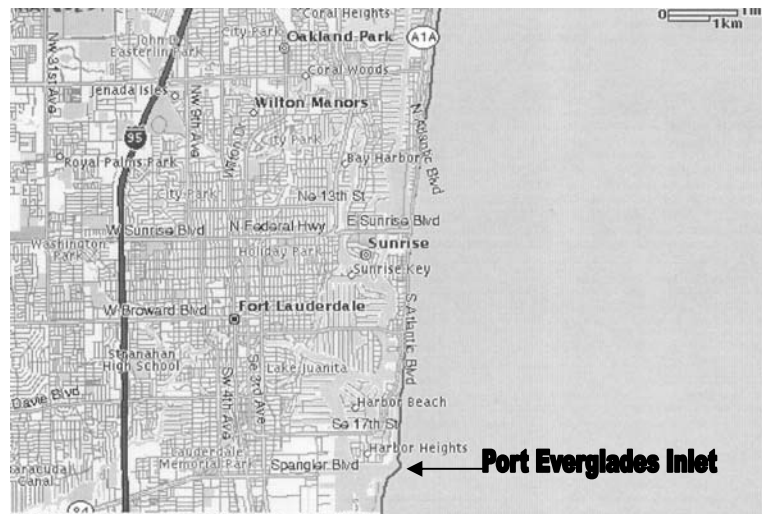 Coral Heights
City Park
Oakland Park
A1A
0 1m
1km
John D
Easterlin Park
Nw 31st Ave
Coral Woods
Jenada Isles
Wilton Manors
Nw 9th Ave
N Atlantic Blvd
95
City Park
Royal Palms Park
Bay Harbor
City Park
Ne 13th St
N Federal Hwy
E Sunrise Blvd
W Sunrise Blvd
Washington
Park
Holiday Park
Sunrise
Sunrise Key
W Broward Blvd
Fort Lauderdale
S Atlantic Blvd
Stranahan
High School
Sw 4th Ave
Se 3rd Ave
Lake Juanita
Davie Blvd
Harbor Beach
Se 17th St
Lauderdale
Memorial Park
Harbor Heights
Spangler Blvd
Port Everglades Inlet
Canal
84